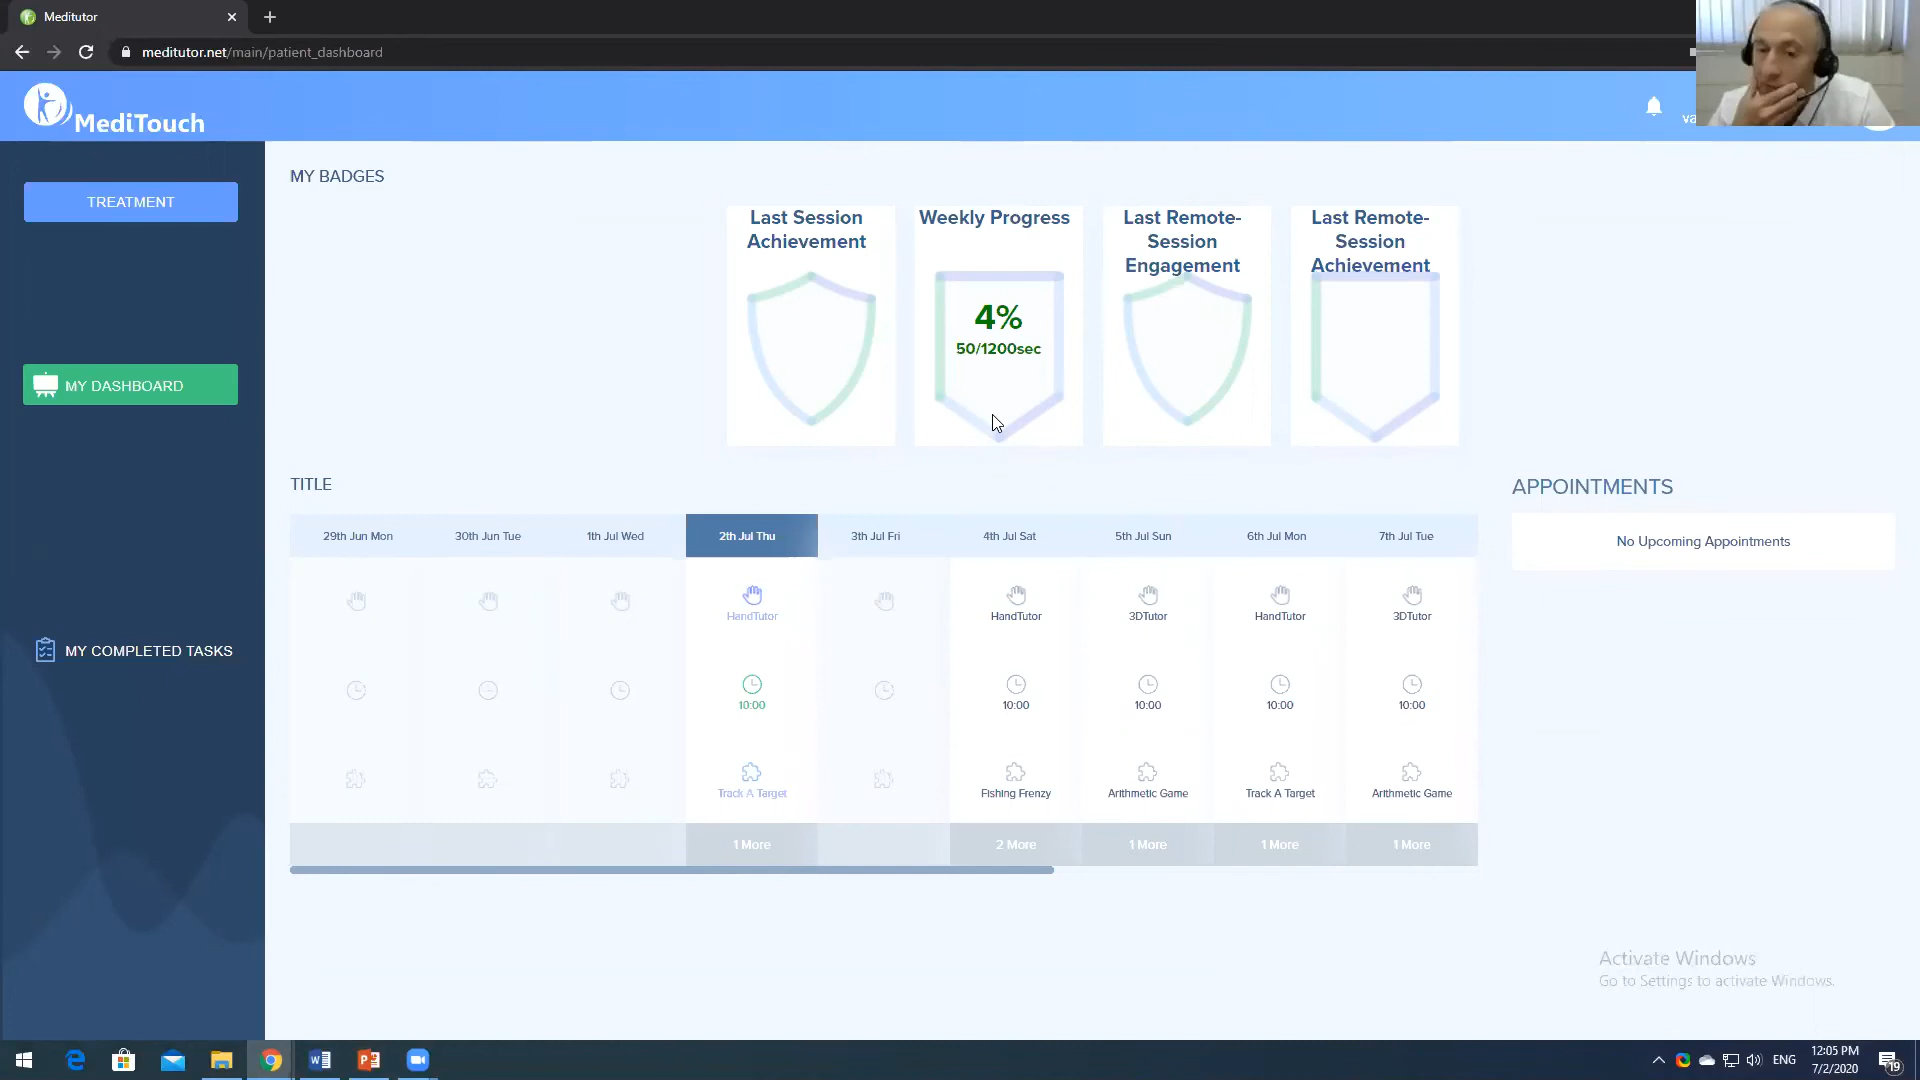 Meditutor
meditutor.net/main/patient_dashboard
MediTouch
TREATMENT
MY DASHBOARD
MY COMPLETED TASKS
MY BADGES
Last Session
Achievement
Weekly Progress
4%
50/1200sec
Last Remote-
Session
Engagement
Last Remote-
Session
Achievement
TITLE
29th Jun Mon 30th Jun Tue 1th Jul Wed 2th Jul Thu 3th Jul Fri 4th Jul Sat 5th Jul Sun 6th Jul Mon 7th Jul Tue
HandTutor HandTutor 3DTutor HandTutor 3DTutor
10:00 10:00 10:00 10:00 10:00
Track A Target Fishing Frenzy Arithmetic Game Track A Target Arithmetic Game
1 More 2 More 1 More 1 More 1 More
APPOINTMENTS
No Upcoming Appointments
Activate Windows
Go to Settings to activate Windows.
ENG
12:05 PM
7/2/2020
19